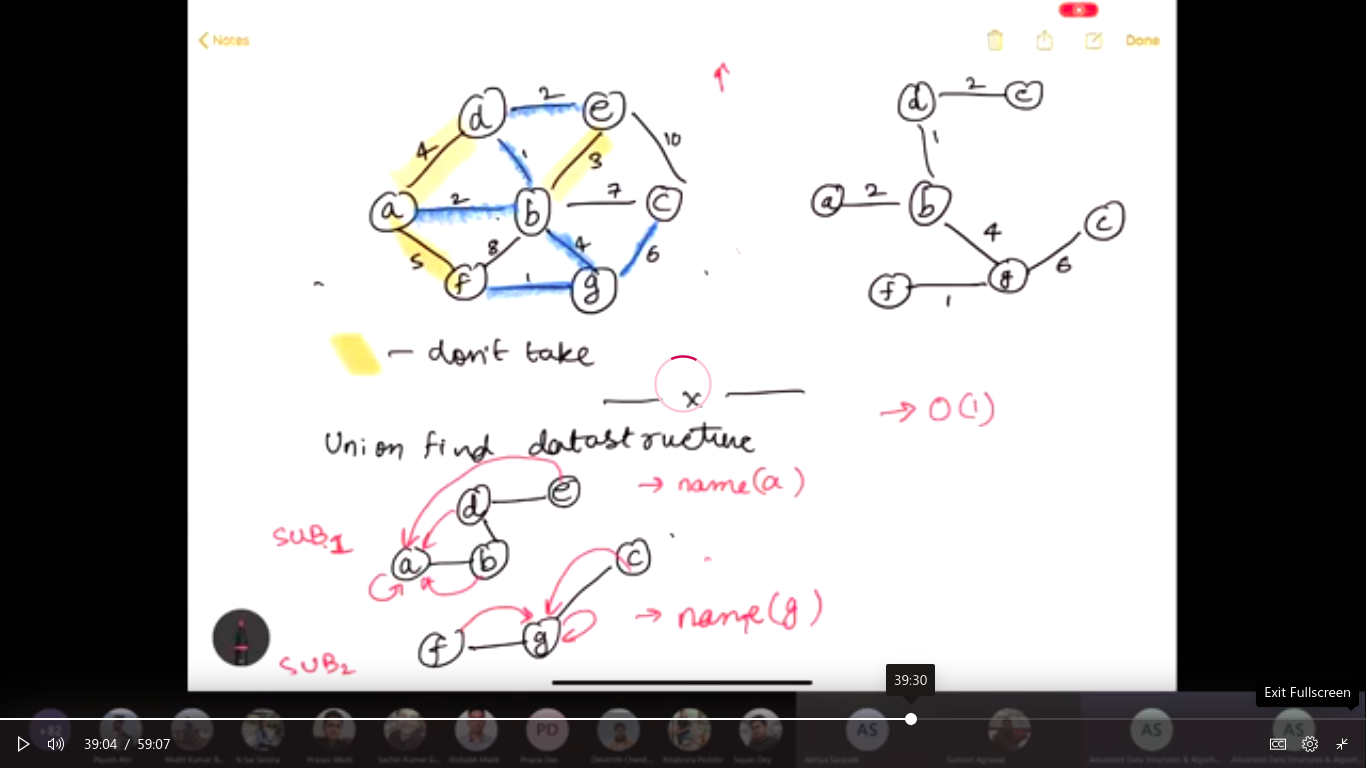 Notes
Done
d 2 e
4 1 3 10
a 2 b 7 c
5 8 4 6
f 1 g
d 2 e
1
a 2 b
4 c
6
f 1 g
— don't take
x
→ O(1)
Union find datastructure
d e → name(a)
SUB1
a b c
f g → name(g)
SUB2
39:30
Exit Fullscreen
PD
AS
AS
AS
39:04 / 59:07
CC